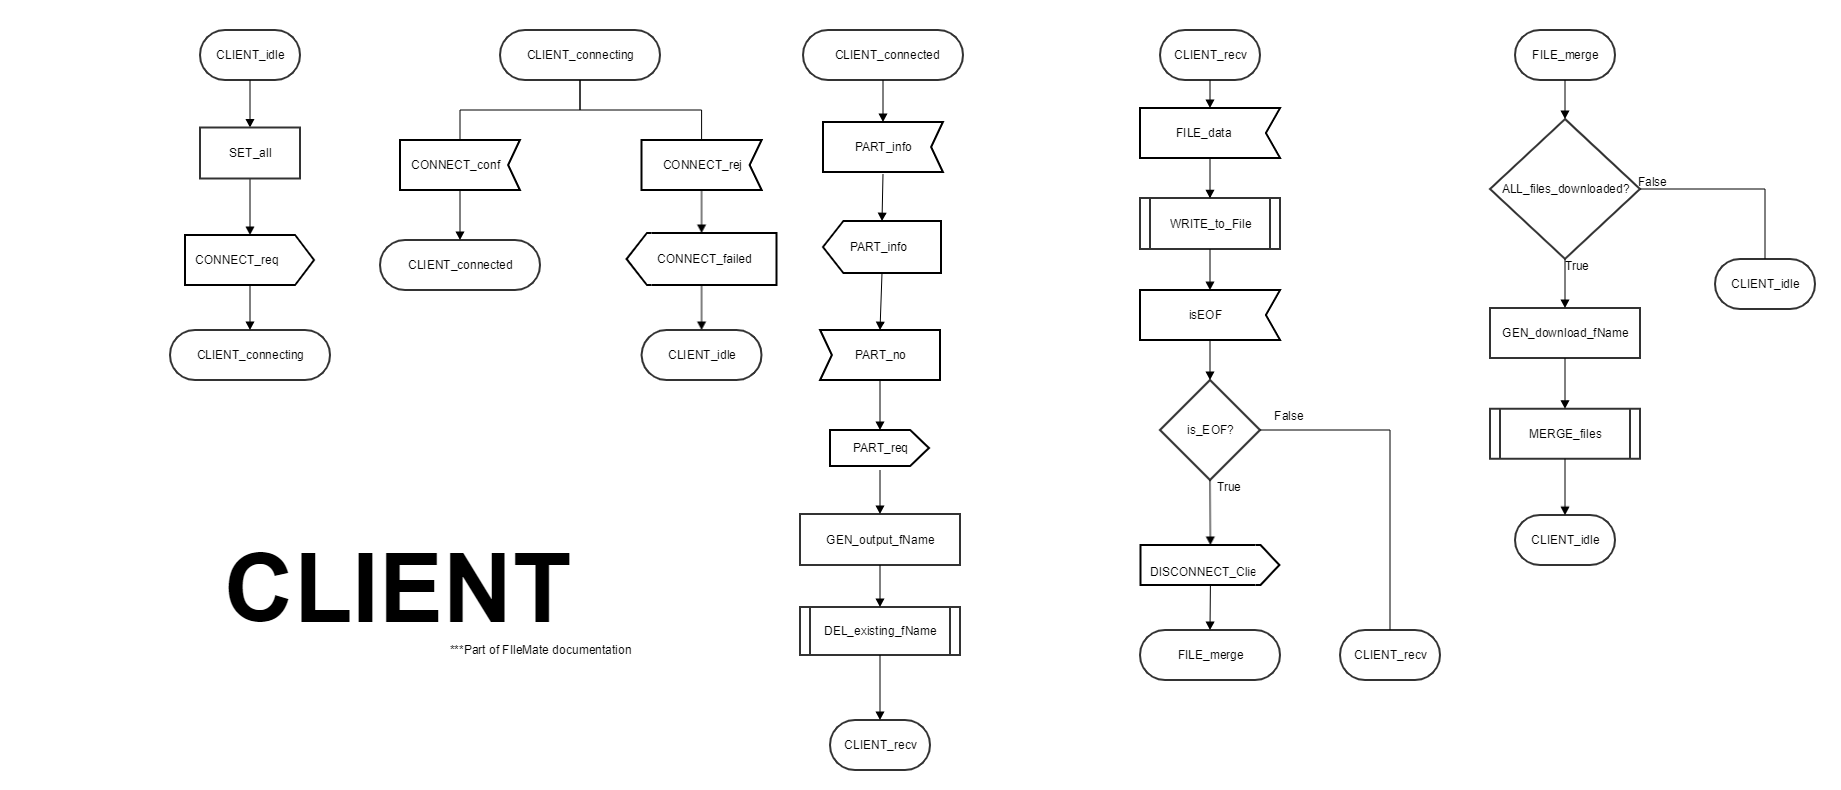 CLIENT_idle
SET_all
CONNECT_req
CLIENT_connecting
CLIENT_connecting
CONNECT_conf
CLIENT_connected
CONNECT_rej
CONNECT_failed
CLIENT_idle
CLIENT_connected
PART_info
PART_info
PART_no
PART_req
GEN_output_fName
DEL_existing_fName
CLIENT_recv
CLIENT_recv
FILE_data
WRITE_to_File
isEOF
is_EOF?
False
True
DISCONNECT_Clie
FILE_merge
CLIENT_recv
FILE_merge
ALL_files_downloaded?
False
True
CLIENT_idle
GEN_download_fName
MERGE_files
CLIENT_idle
CLIENT
***Part of FIleMate documentation